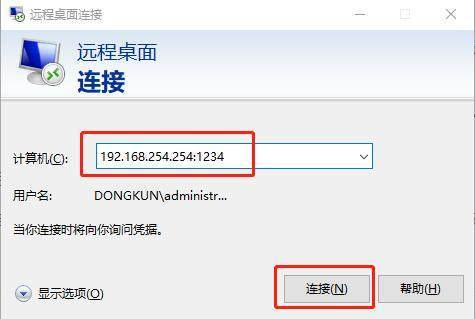 远程桌面连接
远程桌面
连接
计算机(C): 192.168.254.254:1234
用户名: DONGKUN\administr...
当你连接时将向你询问凭据。
显示选项(O) 连接(N) 帮助(H)